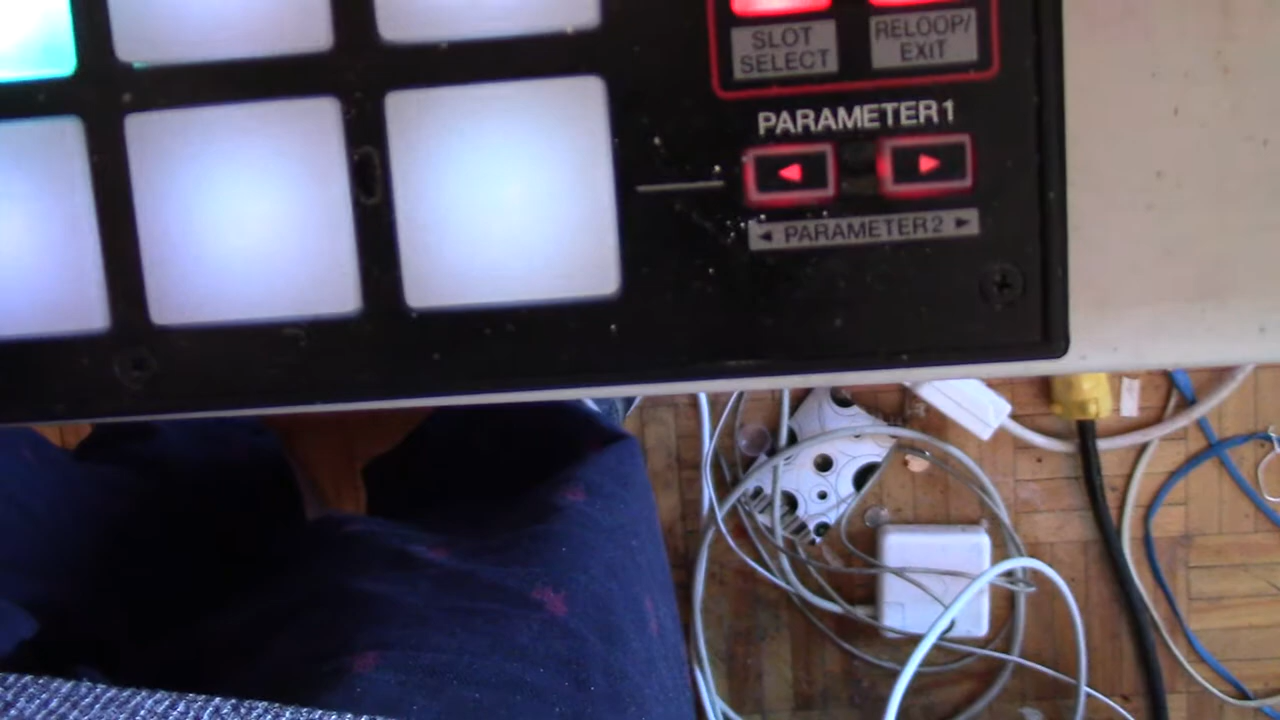 SLOT
SELECT
RELOOP/
EXIT
PARAMETER1
◄ ►
◄ PARAMETER2 ►